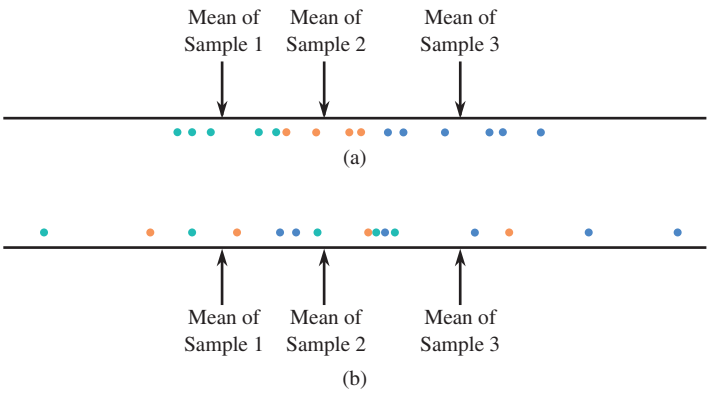 Mean of Mean of Mean of
Sample 1 Sample 2 Sample 3
(a)
Mean of Mean of Mean of
Sample 1 Sample 2 Sample 3
(b)